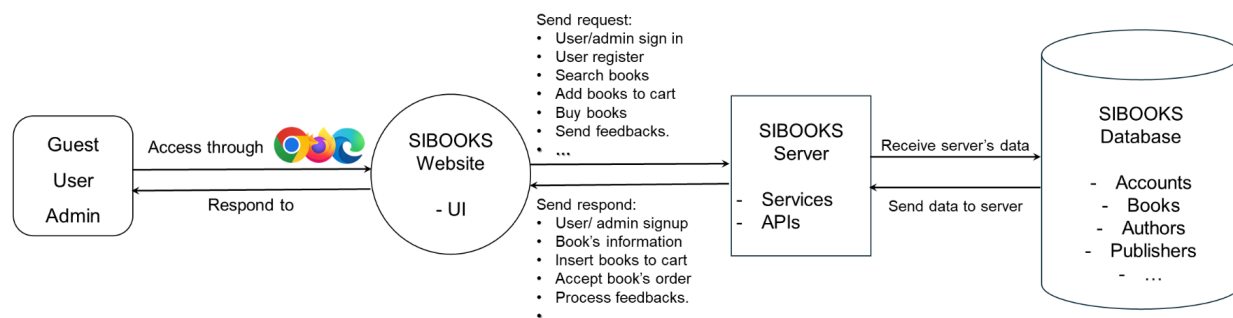 Guest
User
Admin
Access through
Respond to
SIBOOKS
Website
- UI
Send request:
• User/admin sign in
• User register
• Search books
• Add books to cart
• Buy books
• Send feedbacks.
• ...
Send respond:
• User/ admin signup
• Book's information
• Insert books to cart
• Accept book's order
• Process feedbacks.
•
SIBOOKS
Server
- Services
- APIs
Receive server's data
Send data to server
SIBOOKS
Database
- Accounts
- Books
- Authors
- Publishers
- ...